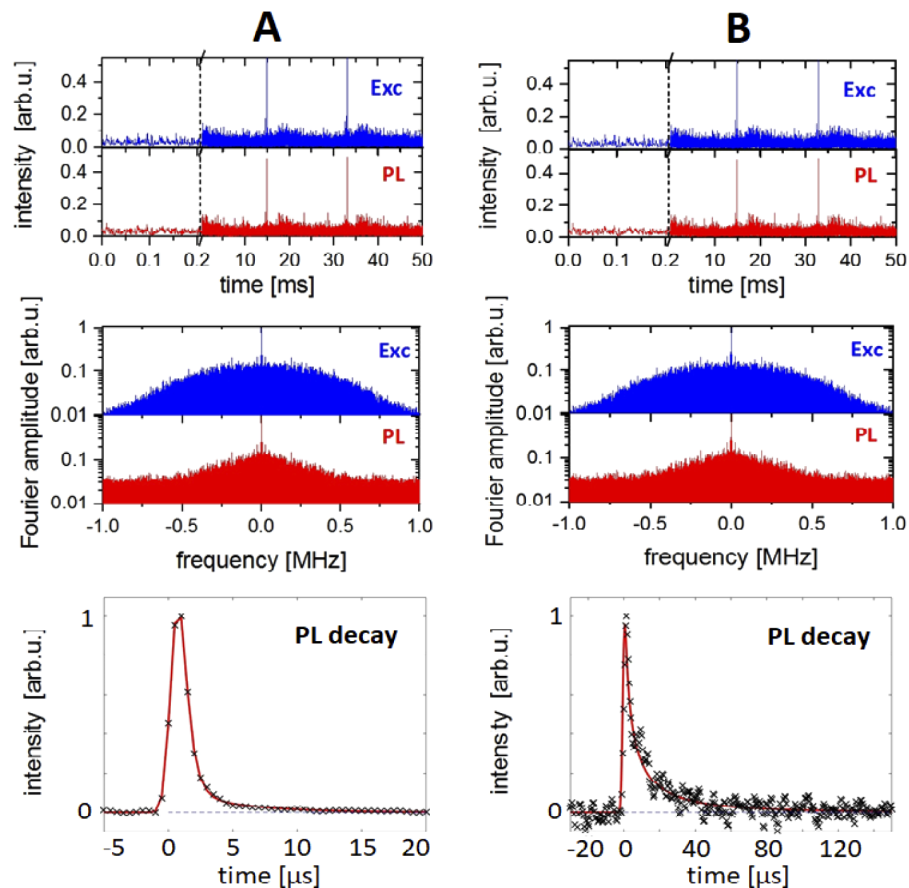 A
B
intensity [arb.u.]
0.4
0.2
0.0
Exc
0.4
0.2
0.0
PL
0.0 0.1 0.2 10 20 30 40 50
time [ms]
intensity [arb.u.]
0.4
0.2
0.0
Exc
0.4
0.2
0.0
PL
0.0 0.1 0.2 10 20 30 40 50
time [ms]
Fourier amplitude [arb.u.]
1
0.1
0.01
Exc
0.1
0.01
PL
-1.0 -0.5 0.0 0.5 1.0
frequency [MHz]
Fourier amplitude [arb.u.]
1
0.1
0.01
Exc
0.1
0.01
PL
-1.0 -0.5 0.0 0.5 1.0
frequency [MHz]
intensity [arb.u.]
1
0
PL decay
-5 0 5 10 15 20
time [µs]
intensty [arb.u.]
1
0
PL decay
-20 0 40 80 120
time [µs]